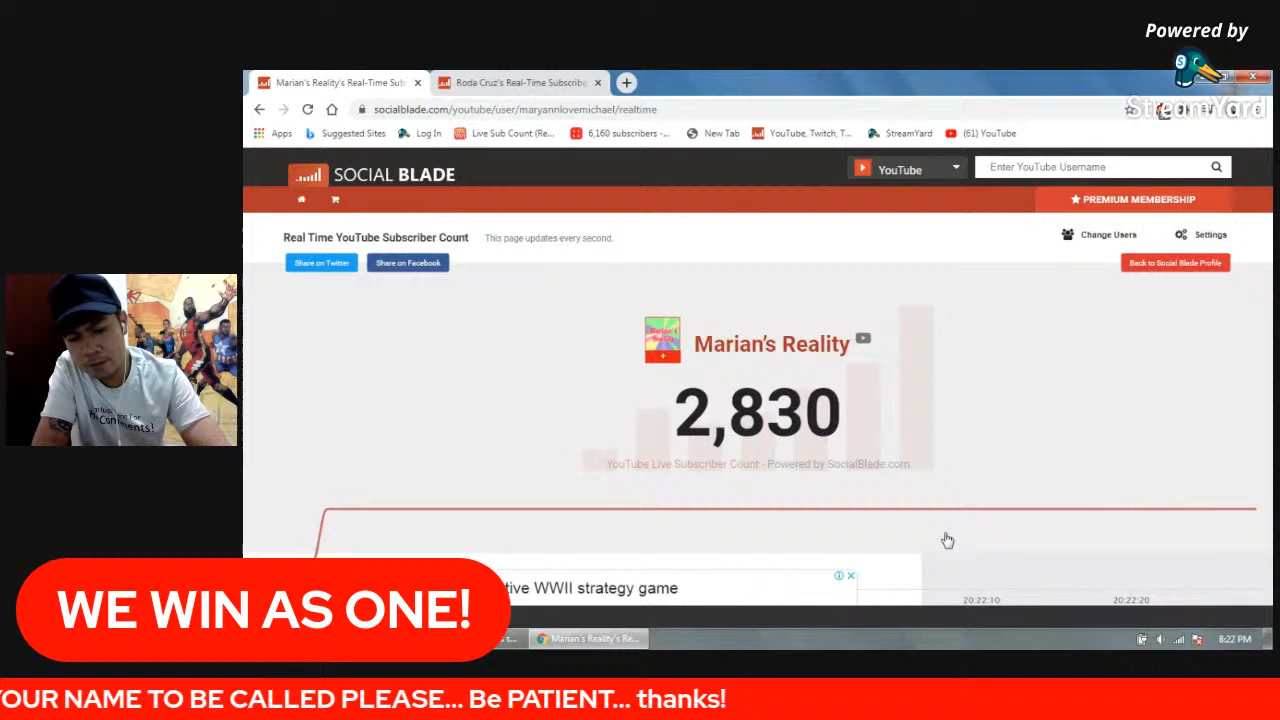 Powered by
StreamYard
Marian's Reality's Real-Time Sub
Roda Cruz's Real-Time Subscribe
socialblade.com/youtube/user/maryannlovemichael/realtime
Apps
Suggested Sites
Log In
Live Sub Count (Re...
6,160 subscribers -...
New Tab
YouTube, Twitch, T...
StreamYard
(61) YouTube
SOCIAL BLADE
YouTube
Enter YouTube Username
PREMIUM MEMBERSHIP
Real Time YouTube Subscriber Count
This page updates every second.
Change Users
Settings
Share on Twitter
Share on Facebook
Back to Social Blade Profile
Marian's Reality
2,830
YouTube Live Subscriber Count - Powered by SocialBlade.com
Comments!
tive WWII strategy game
20:22:10
20:22:20
WE WIN AS ONE!
Marian's Reality's Re...
8:22 PM
YOUR NAME TO BE CALLED PLEASE... Be PATIENT... thanks!